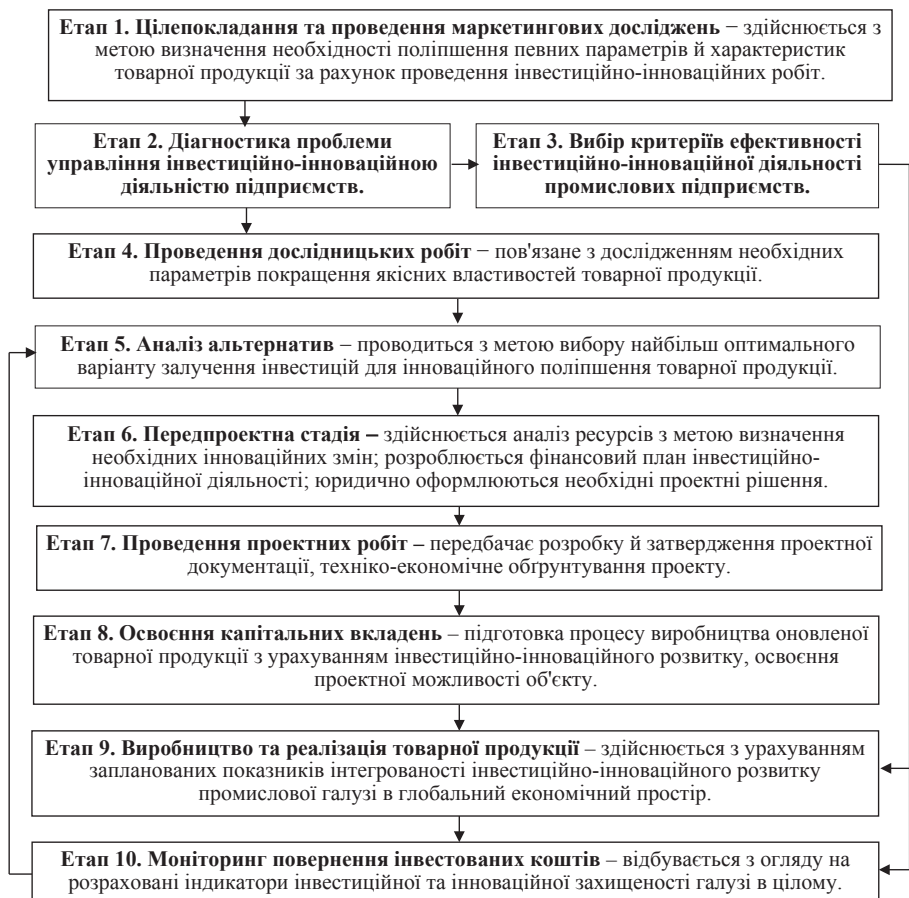 Етап 1. Цілепокладання та проведення маркетингових досліджень − здійснюється з
метою визначення необхідності поліпшення певних параметрів й характеристик
товарної продукції за рахунок проведення інвестиційно-інноваційних робіт.
Етап 2. Діагностика проблеми
управління інвестиційно-інноваційною
діяльністю підприємств.
Етап 3. Вибір критеріїв ефективності
інвестиційно-інноваційної діяльності
промислових підприємств.
Етап 4. Проведення дослідницьких робіт − пов'язане з дослідженням необхідних
параметрів покращення якісних властивостей товарної продукції.
Етап 5. Аналіз альтернатив – проводиться з метою вибору найбільш оптимального
варіанту залучення інвестицій для інноваційного поліпшення товарної продукції.
Етап 6. Передпроектна стадія – здійснюється аналіз ресурсів з метою визначення
необхідних інноваційних змін; розроблюється фінансовий план інвестиційно-
інноваційної діяльності; юридично оформлюються необхідні проектні рішення.
Етап 7. Проведення проектних робіт – передбачає розробку й затвердження проектної
документації, техніко-економічне обґрунтування проекту.
Етап 8. Освоєння капітальних вкладень – підготовка процесу виробництва оновленої
товарної продукції з урахуванням інвестиційно-інноваційного розвитку, освоєння
проектної можливості об'єкту.
Етап 9. Виробництво та реалізація товарної продукції – здійснюється з урахуванням
запланованих показників інтегрованості інвестиційно-інноваційного розвитку
промислової галузі в глобальний економічний простір.
Етап 10. Моніторинг повернення інвестованих коштів – відбувається з огляду на
розраховані індикатори інвестиційної та інноваційної захищеності галузі в цілому.